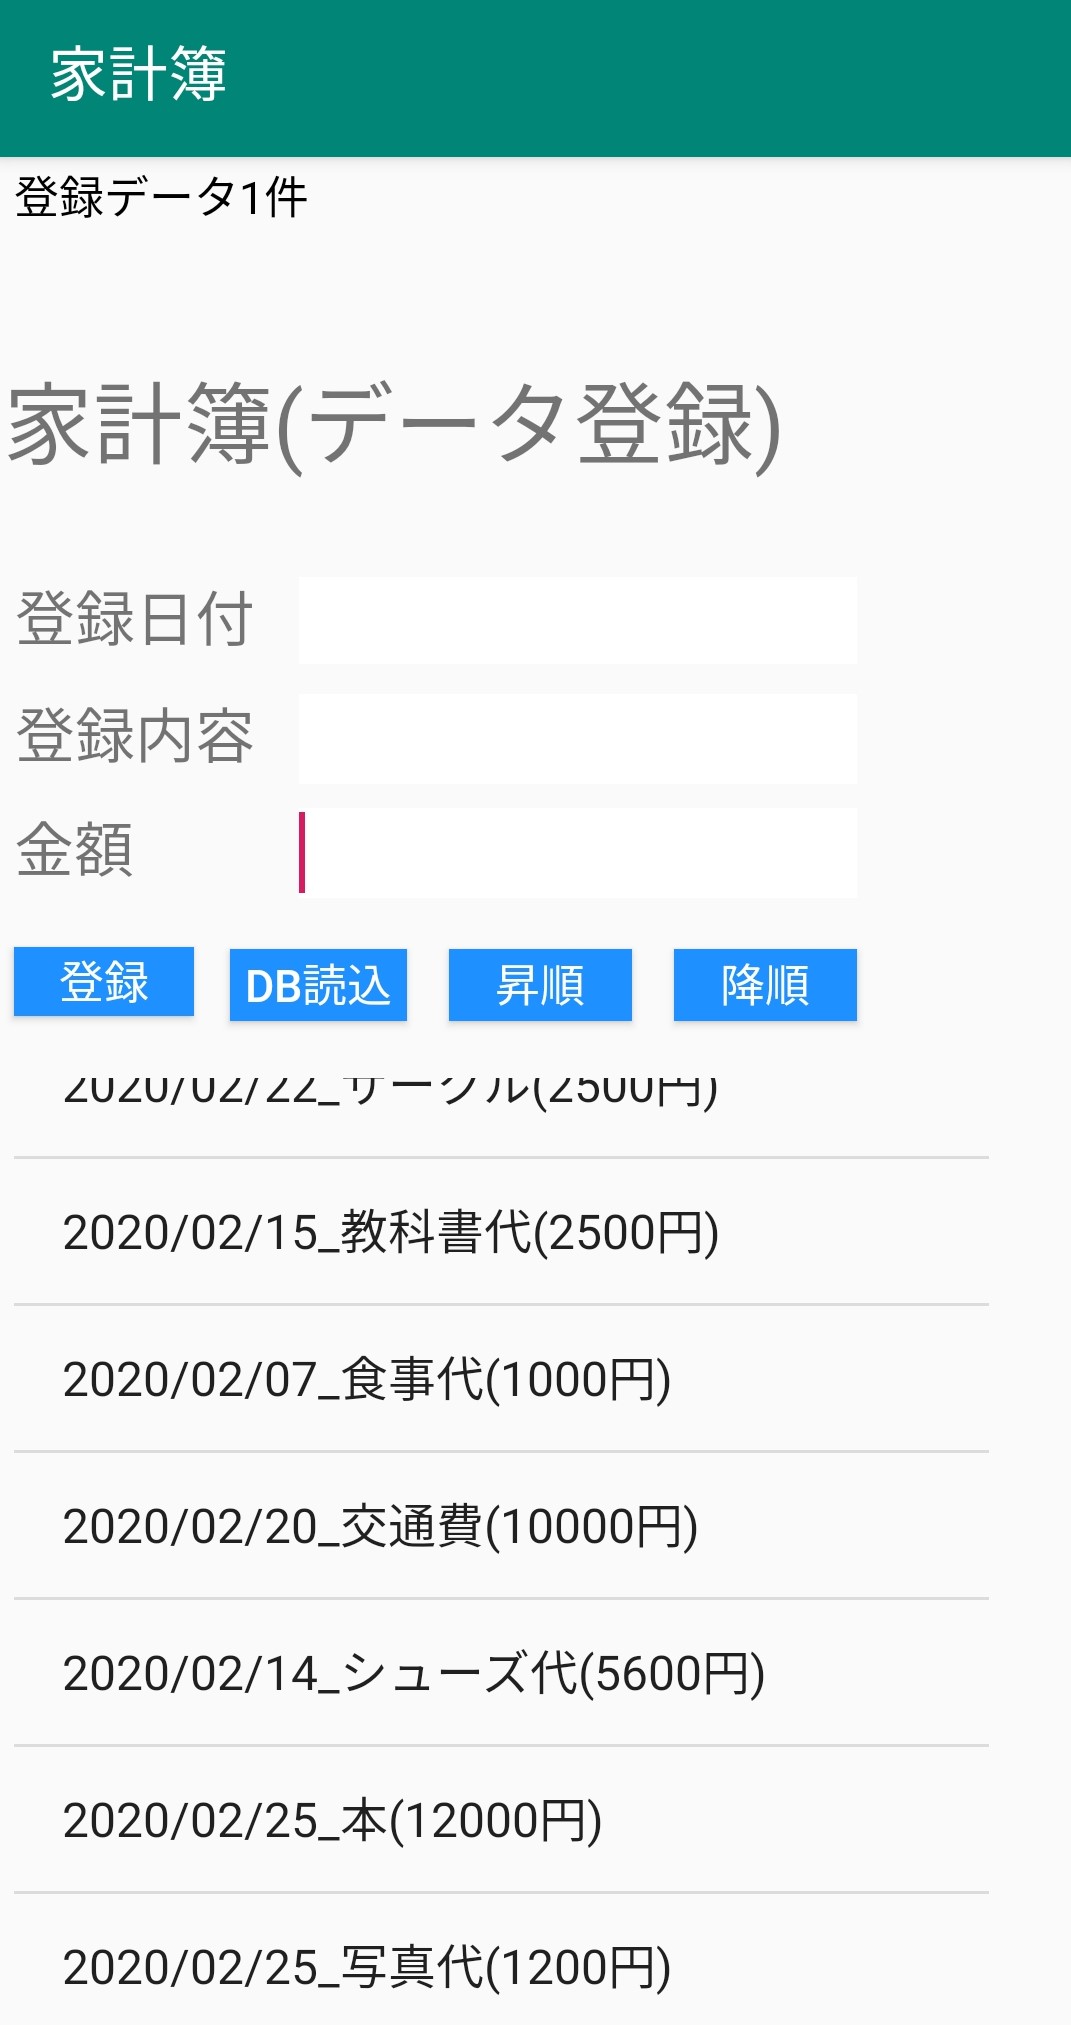 家計簿
登録データ1件
家計簿(データ登録)
登録日付
登録内容
金額
登録 DB読込 昇順 降順
2020/02/22_サークル(2500円)
2020/02/15_教科書代(2500円)
2020/02/07_食事代(1000円)
2020/02/20_交通費(10000円)
2020/02/14_シューズ代(5600円)
2020/02/25_本(12000円)
2020/02/25_写真代(1200円)